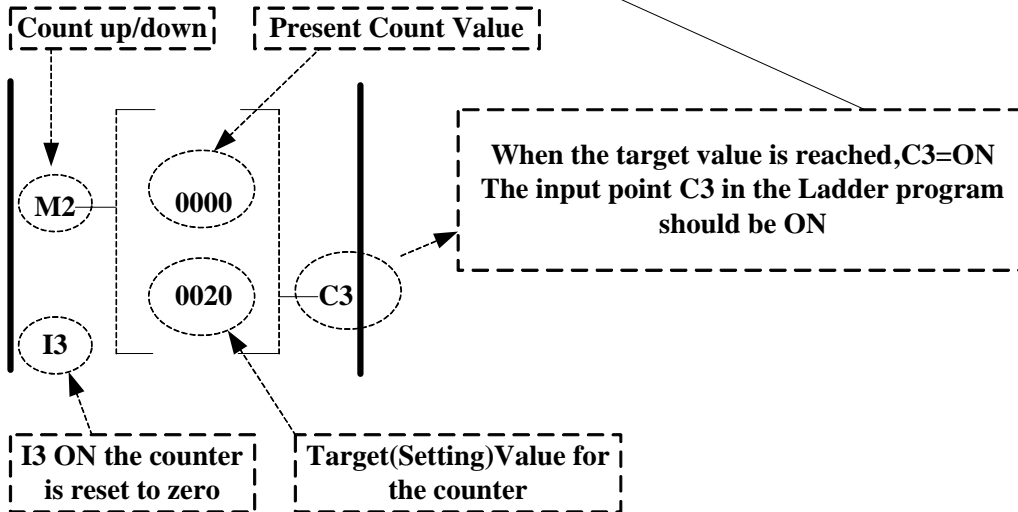 Count up/down
Present Count Value
When the target value is reached,C3=ON
The input point C3 in the Ladder program
should be ON
M2
0000
0020
C3
I3
I3 ON the counter
is reset to zero
Target(Setting)Value for
the counter